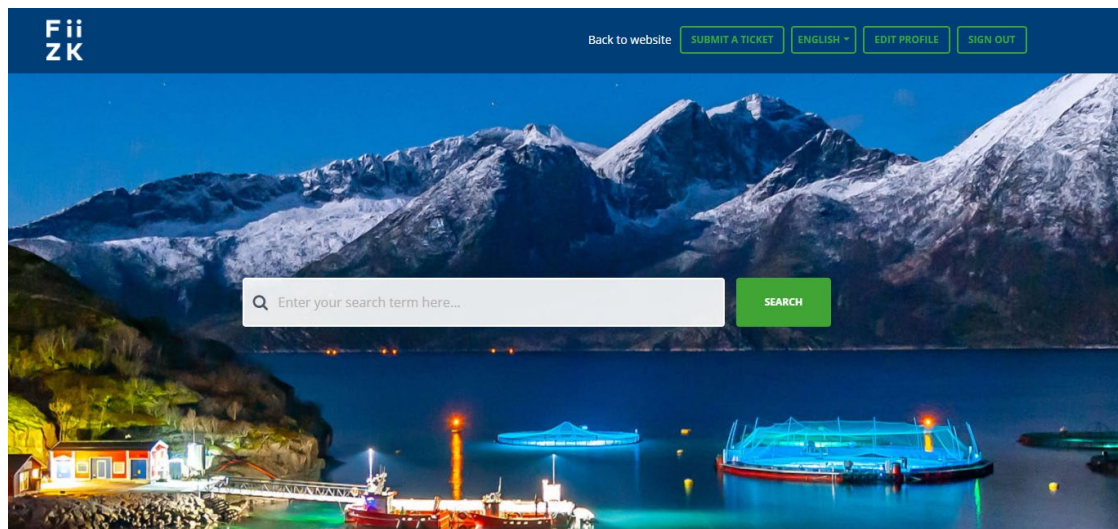 Fii
ZK
Back to website
SUBMIT A TICKET
ENGLISH
EDIT PROFILE
SIGN OUT
Enter your search term here...
SEARCH